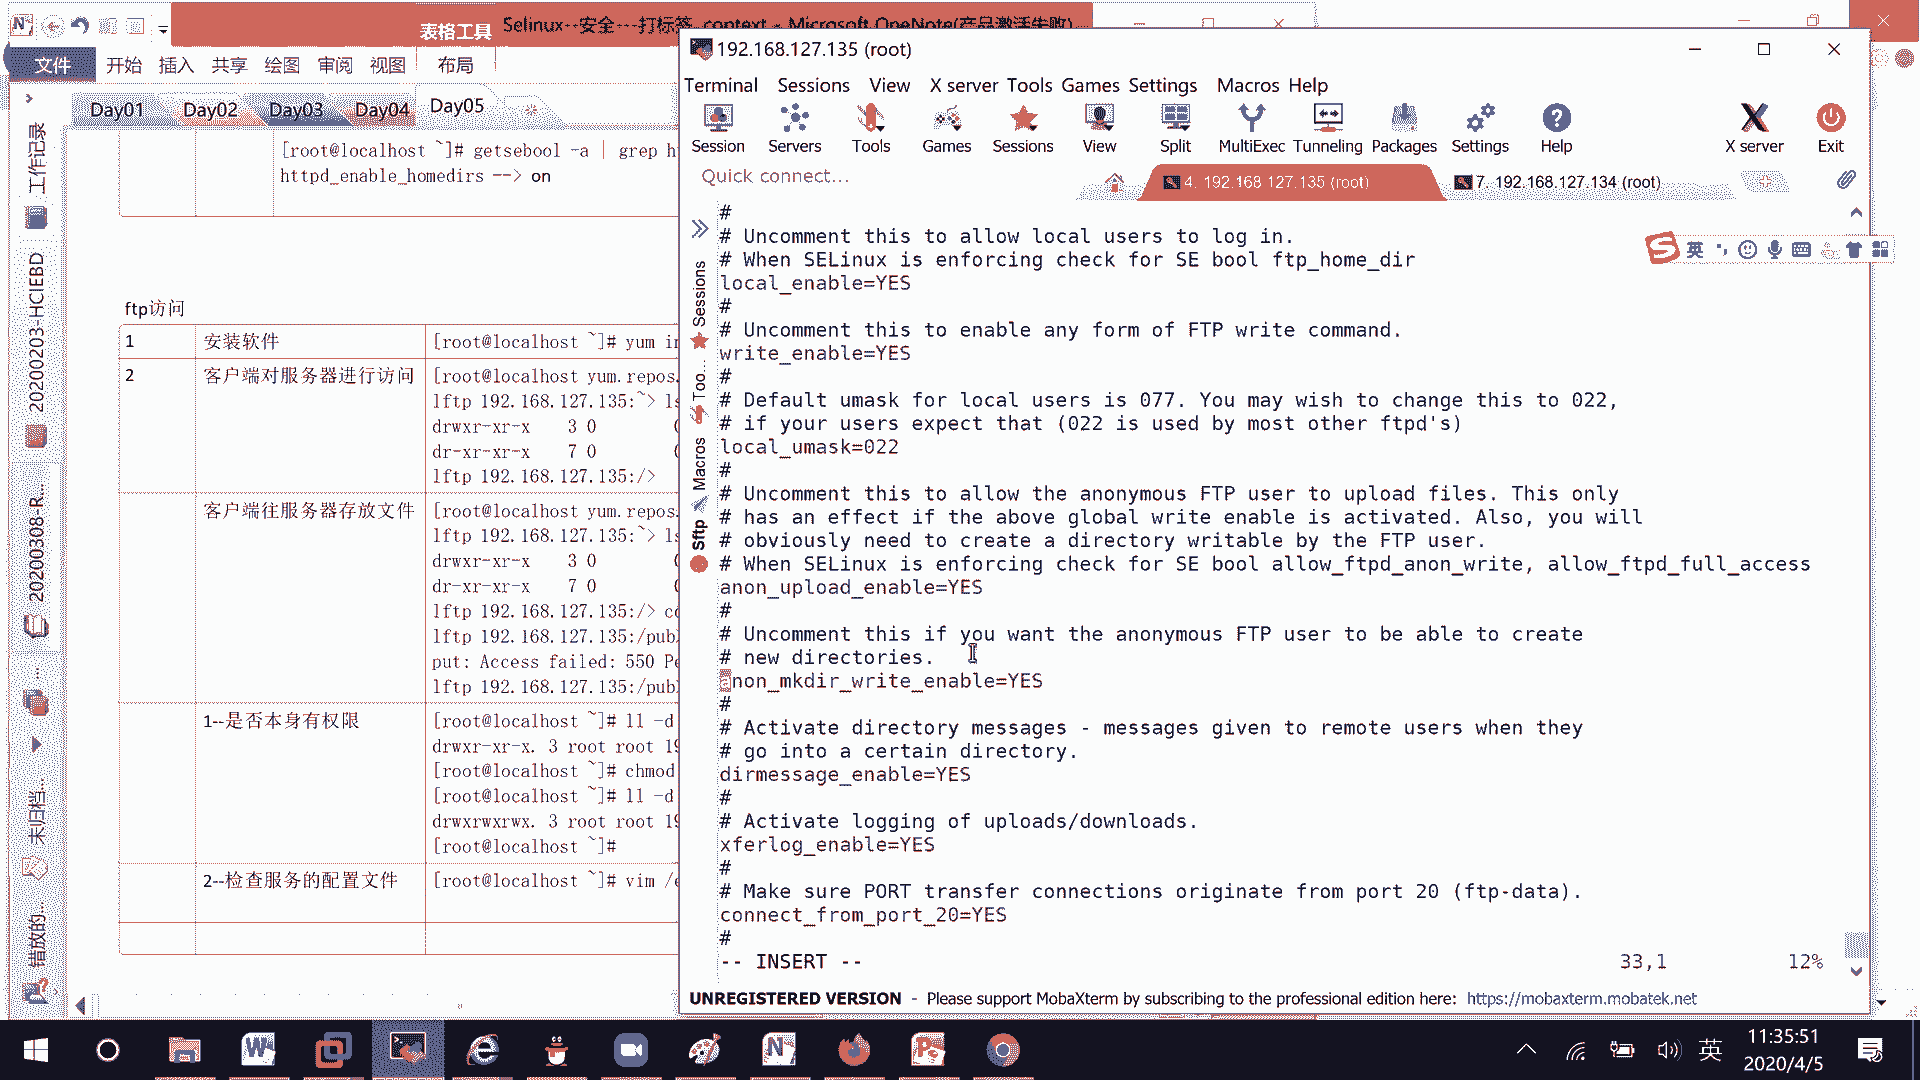 Selinux--安全---打标签 context - Microsoft OneNote(产品激活失败)
表格工具
文件 开始 插入 共享 绘图 审阅 视图 布局
Day01 Day02 Day03 Day04 Day05
工作记录
20200203-HCIEBD
20200308-R...
...
未归档...
错放的...
[root@localhost ~]# getsebool -a | grep h
httpd_enable_homedirs --> on
ftp访问
1 安装软件 [root@localhost ~]# yum in
2 客户端对服务器进行访问 [root@localhost yum.repos.
lftp 192.168.127.135:~> ls
drwxr-xr-x 3 0
dr-xr-xr-x 7 0
lftp 192.168.127.135:/>
客户端往服务器存放文件 [root@localhost yum.repos.
lftp 192.168.127.135:~> ls
drwxr-xr-x 3 0
dr-xr-xr-x 7 0
lftp 192.168.127.135:/> c
lftp 192.168.127.135:/pub
put: Access failed: 550 Pe
lftp 192.168.127.135:/pub
1--是否本身有权限 [root@localhost ~]# ll -d
drwxr-xr-x. 3 root root 19
[root@localhost ~]# chmod
[root@localhost ~]# ll -d
drwxrwxrwx. 3 root root 19
[root@localhost ~]#
2--检查服务的配置文件 [root@localhost ~]# vim /e
192.168.127.135 (root)
Terminal Sessions View X server Tools Games Settings Macros Help
Session Servers Tools Games Sessions View Split MultiExec Tunneling Packages Settings Help X server Exit
Quick connect...
4. 192.168.127.135 (root)
7. 192.168.127.134 (root)
Sessions
Too...
Macros
Sftp
英
#
# Uncomment this to allow local users to log in.
# When SELinux is enforcing check for SE bool ftp_home_dir
local_enable=YES
#
# Uncomment this to enable any form of FTP write command.
write_enable=YES
#
# Default umask for local users is 077. You may wish to change this to 022,
# if your users expect that (022 is used by most other ftpd's)
local_umask=022
#
# Uncomment this to allow the anonymous FTP user to upload files. This only
# has an effect if the above global write enable is activated. Also, you will
# obviously need to create a directory writable by the FTP user.
# When SELinux is enforcing check for SE bool allow_ftpd_anon_write, allow_ftpd_full_access
anon_upload_enable=YES
#
# Uncomment this if you want the anonymous FTP user to be able to create
# new directories.
anon_mkdir_write_enable=YES
#
# Activate directory messages - messages given to remote users when they
# go into a certain directory.
dirmessage_enable=YES
#
# Activate logging of uploads/downloads.
xferlog_enable=YES
#
# Make sure PORT transfer connections originate from port 20 (ftp-data).
connect_from_port_20=YES
#
-- INSERT -- 33,1 12%
UNREGISTERED VERSION - Please support MobaXterm by subscribing to the professional edition here: https://mobaxterm.mobatek.net
英
11:35:51
2020/4/5